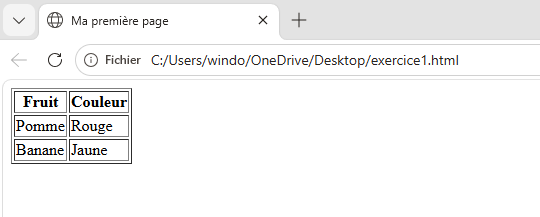 Ma première page
Fichier C:/Users/windo/OneDrive/Desktop/exercice1.html
Fruit Couleur
Pomme Rouge
Banane Jaune